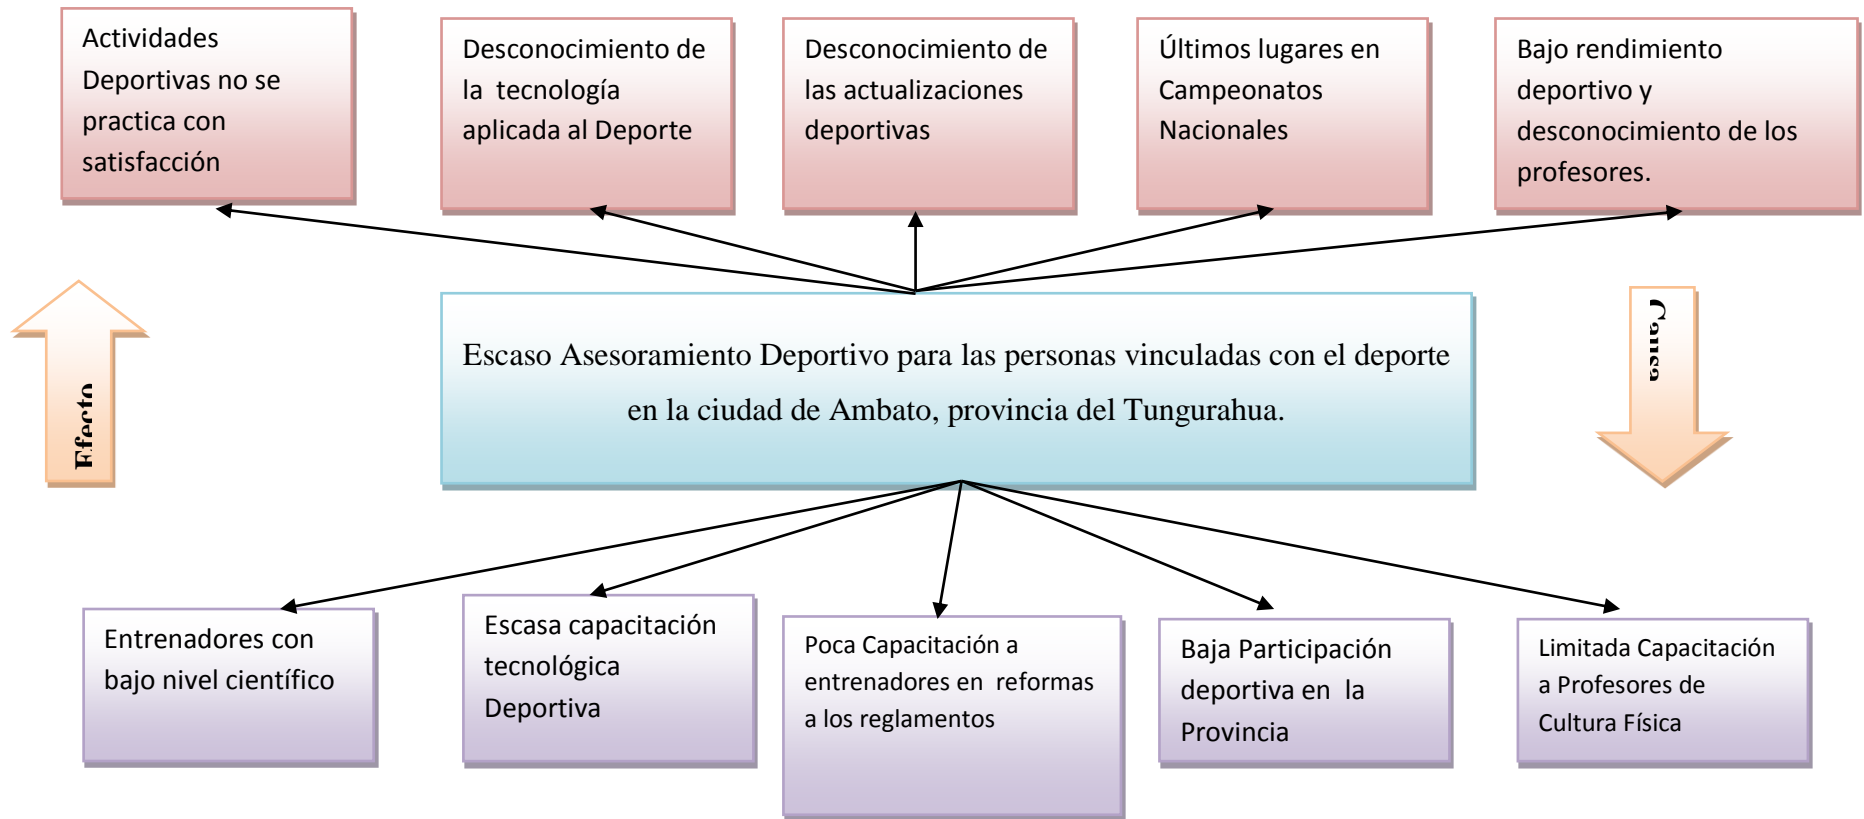 Actividades
Deportivas no se
practica con
satisfacción
Desconocimiento de
la tecnología
aplicada al Deporte
Desconocimiento de
las actualizaciones
deportivas
Últimos lugares en
Campeonatos
Nacionales
Bajo rendimiento
deportivo y
desconocimiento de los
profesores.
Efecto
Escaso Asesoramiento Deportivo para las personas vinculadas con el deporte
en la ciudad de Ambato, provincia del Tungurahua.
Causa
Entrenadores con
bajo nivel científico
Escasa capacitación
tecnológica
Deportiva
Poca Capacitación a
entrenadores en reformas
a los reglamentos
Baja Participación
deportiva en la
Provincia
Limitada Capacitación
a Profesores de
Cultura Física